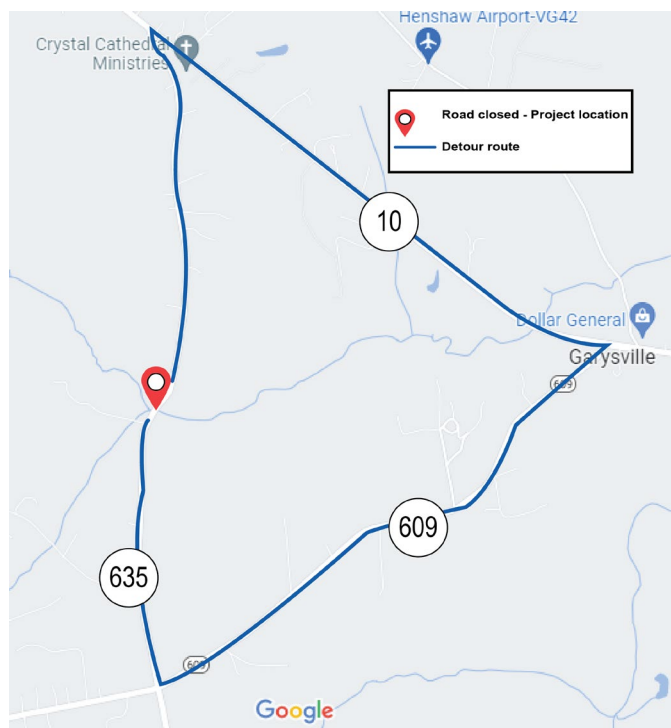 Henshaw Airport-VG42
Crystal Cathedral
Ministries
Road closed - Project location
Detour route
10
Dollar General
Garysville
609
609
635
609
Google